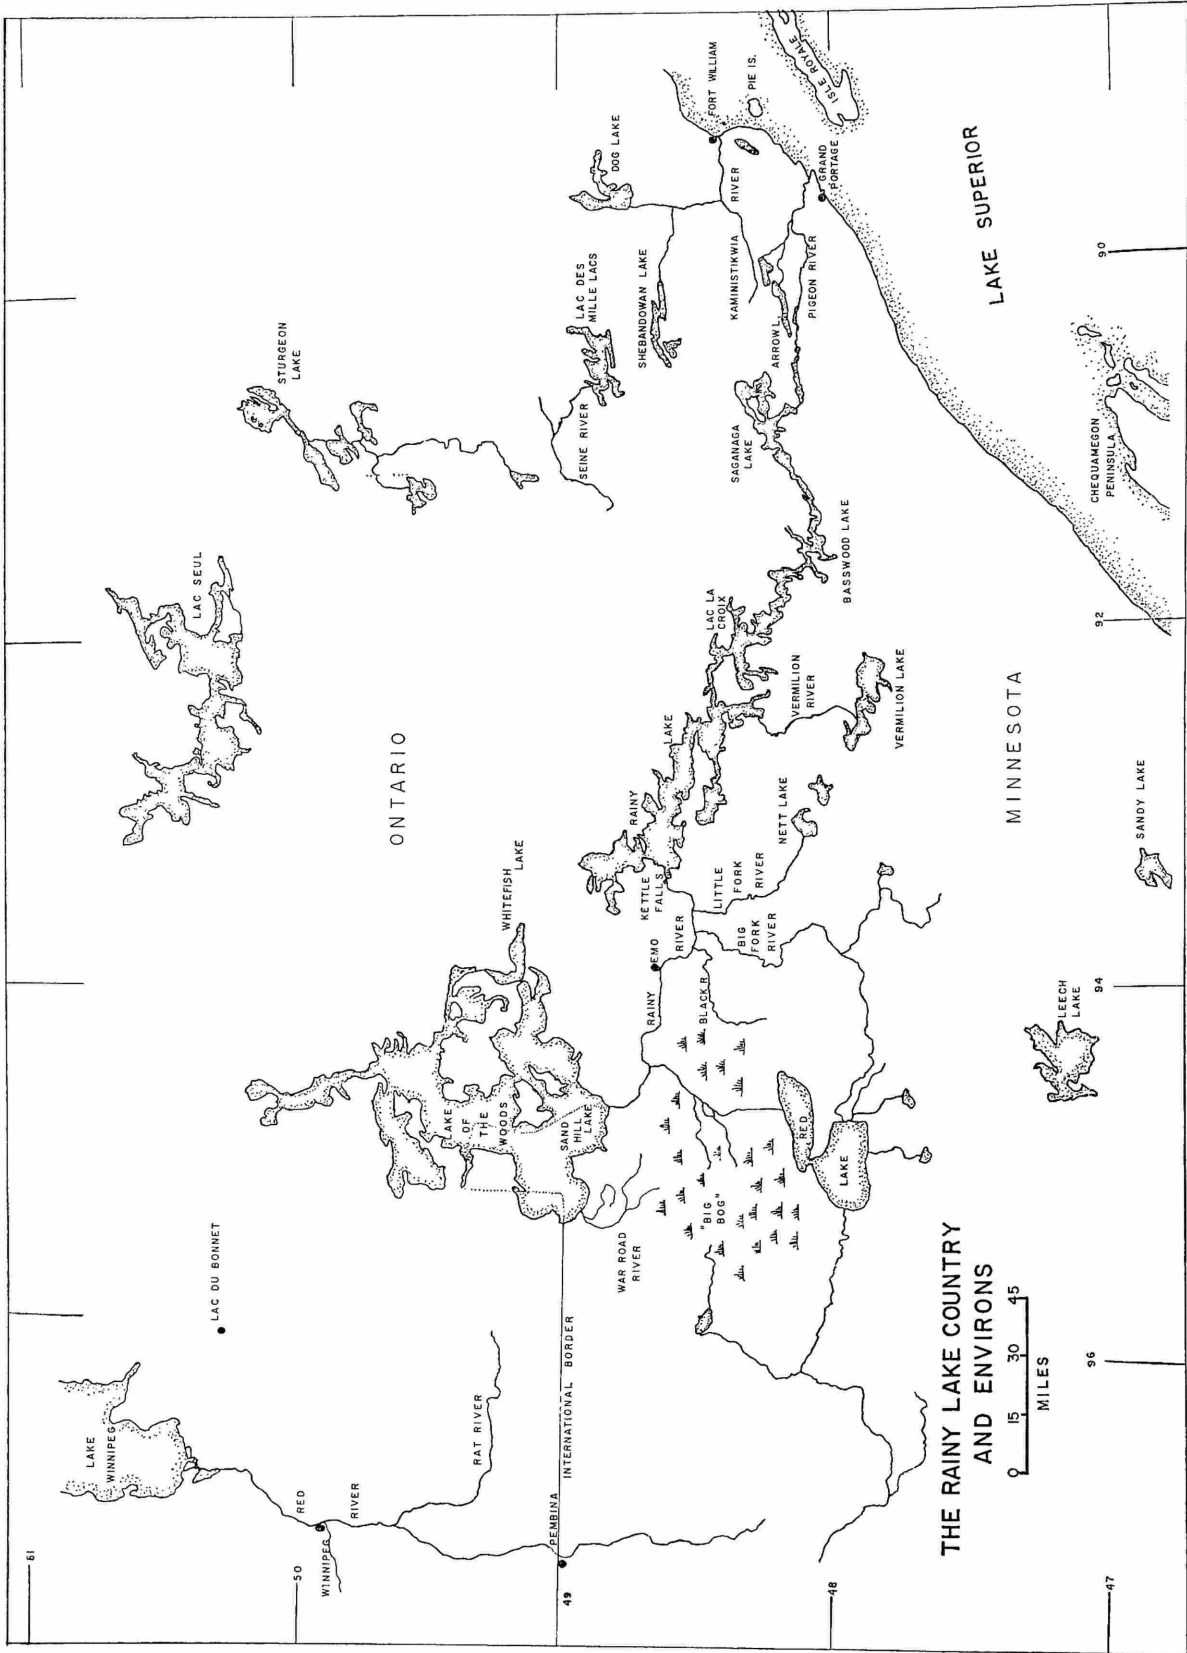 51
50
49
48
47
96
94
92
90
LAKE
WINNIPEG
LAC DU BONNET
RED
RIVER
WINNIPEG
RAT RIVER
PEMBINA
INTERNATIONAL BORDER
WAR ROAD
RIVER
"BIG
BOG"
LAKE
OF
THE
WOODS
SAND
HILL
LAKE
WHITEFISH
LAKE
ONTARIO
LAC SEUL
STURGEON
LAKE
RAINY
RIVER
EMO
BLACK R.
BIG
FORK
RIVER
LITTLE
FORK
RIVER
KETTLE
FALLS
RAINY
LAKE
NETT LAKE
RED
LAKE
VERMILION
RIVER
VERMILION LAKE
LAC LA
CROIX
BASSWOOD LAKE
SAGANAGA
LAKE
SEINE RIVER
LAC DES
MILLE LACS
SHEBANDOWAN LAKE
DOG LAKE
KAMINISTIKWIA
RIVER
ARROW L.
PIGEON RIVER
FORT WILLIAM
PIE IS.
ISLE ROYALE
GRAND
PORTAGE
LAKE SUPERIOR
CHEQUAMEGON
PENINSULA
MINNESOTA
SANDY LAKE
LEECH
LAKE
THE RAINY LAKE COUNTRY
AND ENVIRONS
0 15 30 45
MILES